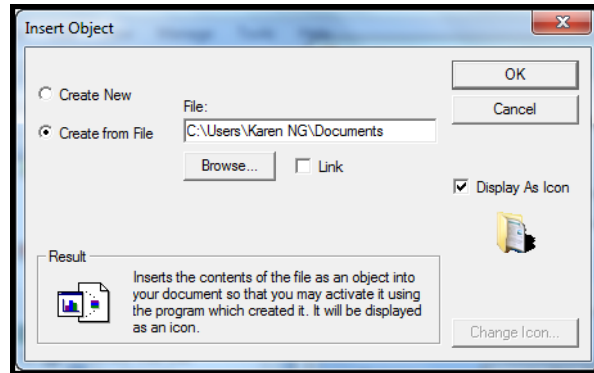 Insert Object
OK
Create New
File:
Cancel
Create from File
C:\Users\Karen NG\Documents
Browse...
Link
Display As Icon
Result
Inserts the contents of the file as an object into
your document so that you may activate it using
the program which created it. It will be displayed
as an icon.
Change Icon...